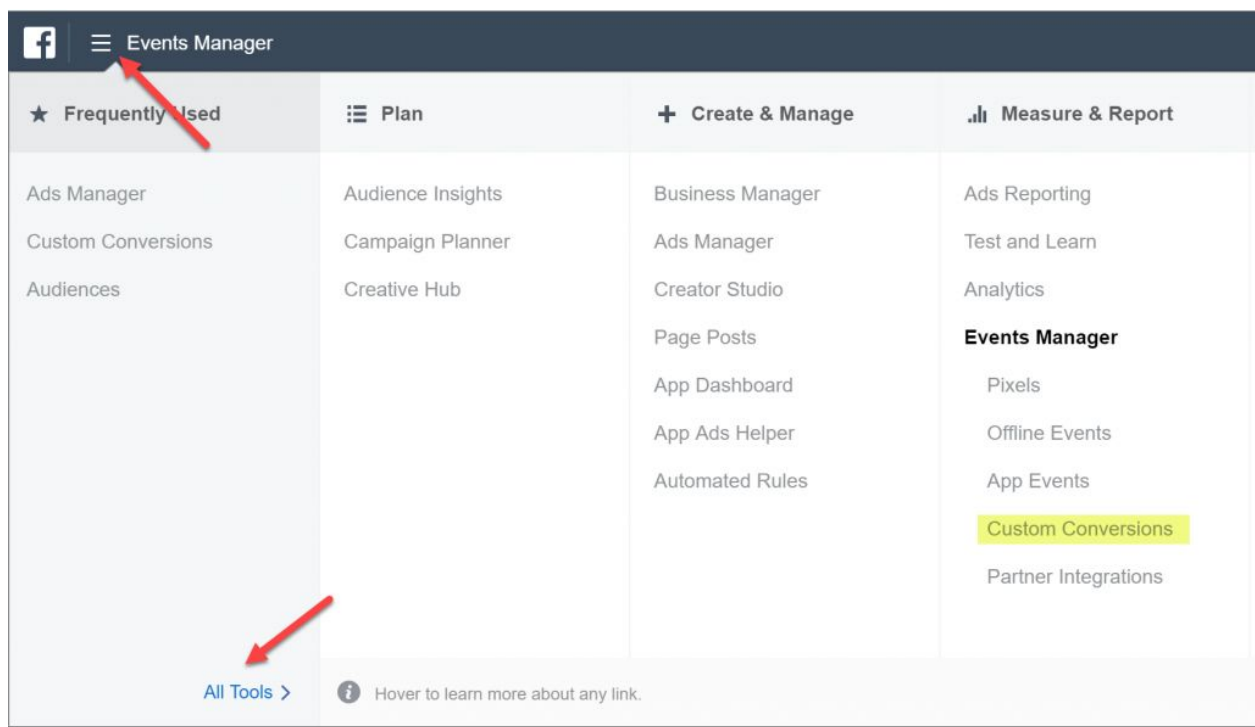 f
Events Manager
Frequently Used
Ads Manager
Custom Conversions
Audiences
All Tools
Plan
Audience Insights
Campaign Planner
Creative Hub
Create & Manage
Business Manager
Ads Manager
Creator Studio
Page Posts
App Dashboard
App Ads Helper
Automated Rules
Measure & Report
Ads Reporting
Test and Learn
Analytics
Events Manager
Pixels
Offline Events
App Events
Custom Conversions
Partner Integrations
Hover to learn more about any link.